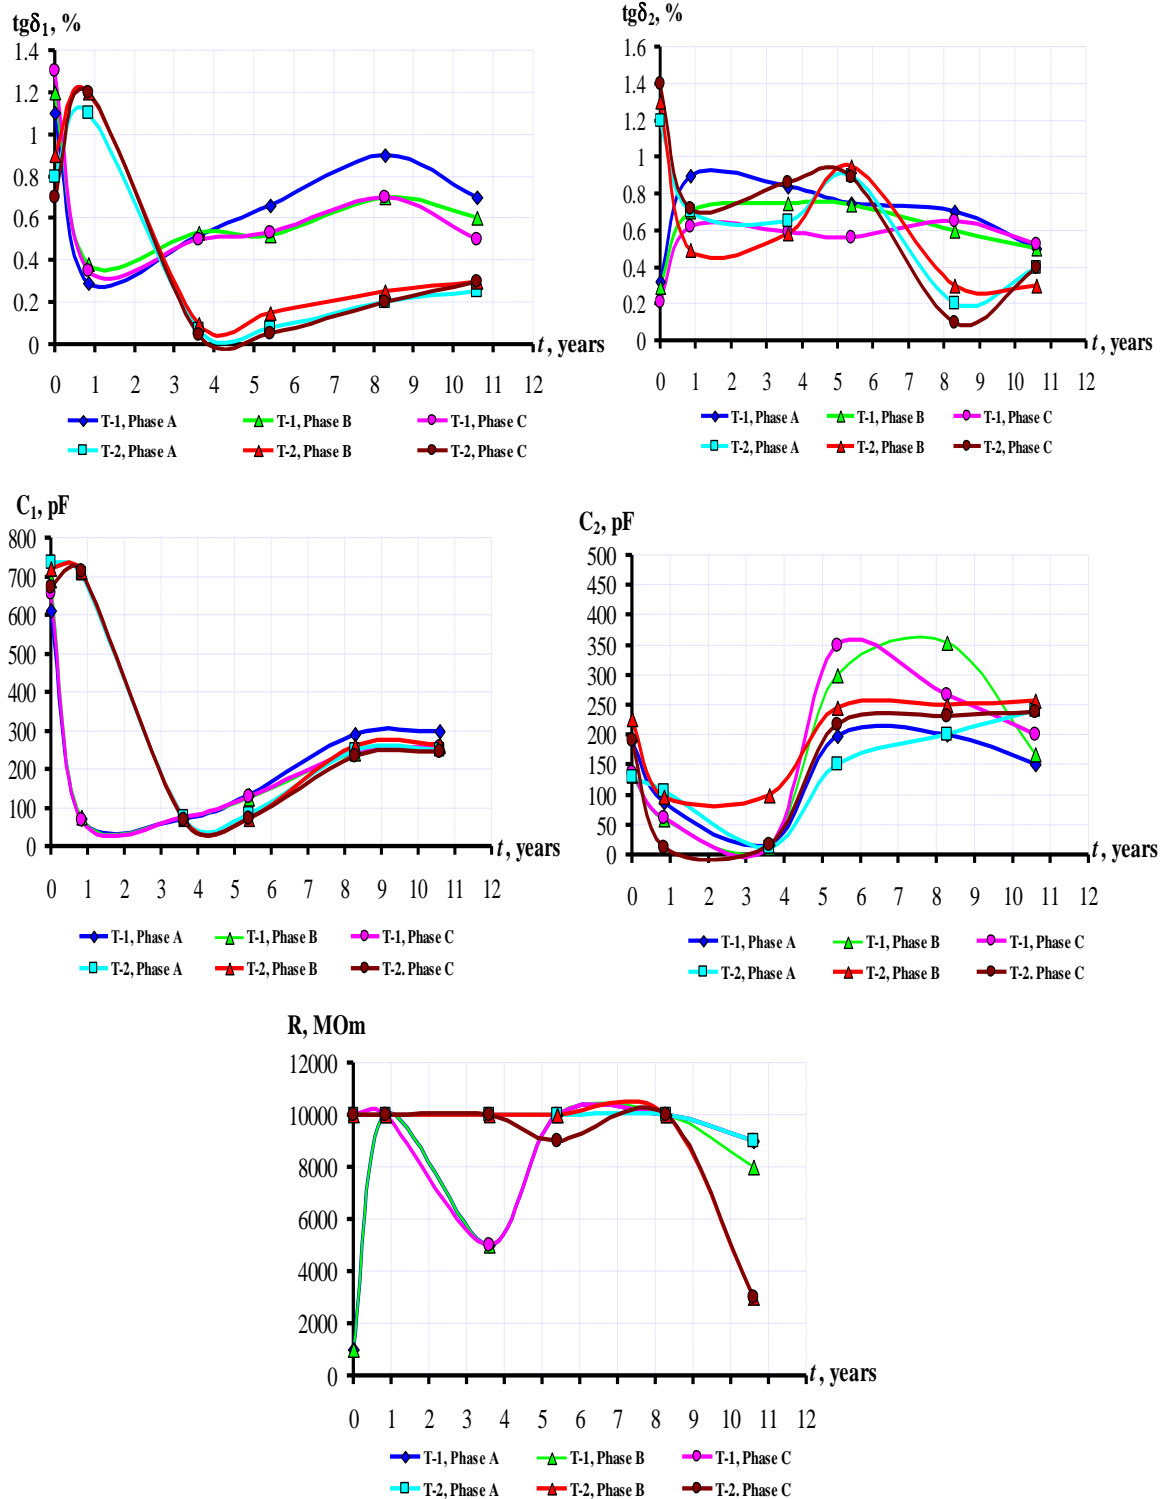 tgδ1, %
1.4
1.2
1
0.8
0.6
0.4
0.2
0
t, years
0 1 2 3 4 5 6 7 8 9 10 11 12
T-1, Phase A T-1, Phase B T-1, Phase C
T-2, Phase A T-2, Phase B T-2, Phase C
tgδ2, %
1.6
1.4
1.2
1
0.8
0.6
0.4
0.2
0
t, years
0 1 2 3 4 5 6 7 8 9 10 11 12
T-1, Phase A T-1, Phase B T-1, Phase C
T-2, Phase A T-2, Phase B T-2, Phase C
C1, pF
800
700
600
500
400
300
200
100
0
t, years
0 1 2 3 4 5 6 7 8 9 10 11 12
T-1, Phase A T-1, Phase B T-1, Phase C
T-2, Phase A T-2, Phase B T-2. Phase C
C2, pF
500
450
400
350
300
250
200
150
100
50
0
t, years
0 1 2 3 4 5 6 7 8 9 10 11 12
T-1, Phase A T-1, Phase B T-1, Phase C
T-2, Phase A T-2, Phase B T-2. Phase C
R, MOm
12000
10000
8000
6000
4000
2000
0
t, years
0 1 2 3 4 5 6 7 8 9 10 11 12
T-1, Phase A T-1, Phase B T-1, Phase C
T-2, Phase A T-2, Phase B T-2. Phase C